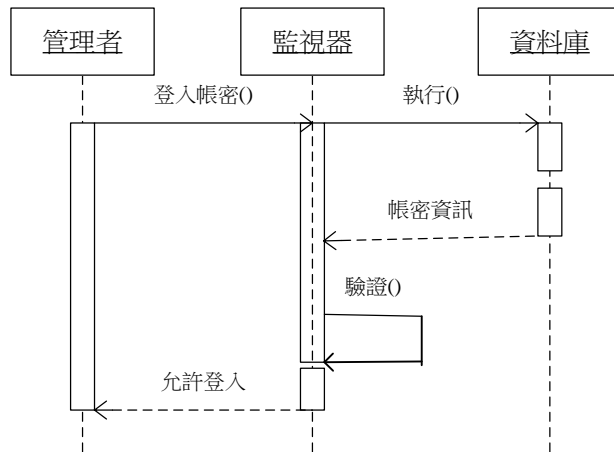 管理者
監視器
資料庫
登入帳密()
執行()
帳密資訊
驗證()
允許登入